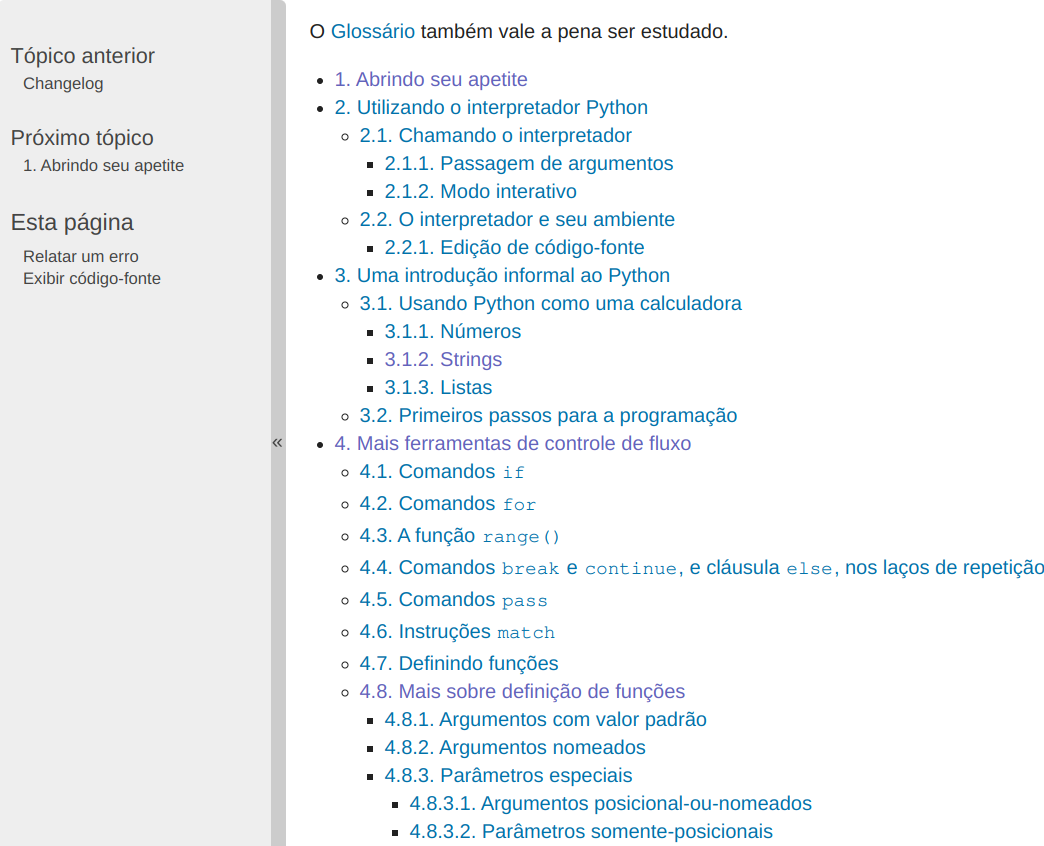 Tópico anterior
Changelog
Próximo tópico
1. Abrindo seu apetite
Esta página
Relatar um erro
Exibir código-fonte
«
O Glossário também vale a pena ser estudado.
1. Abrindo seu apetite
2. Utilizando o interpretador Python
2.1. Chamando o interpretador
2.1.1. Passagem de argumentos
2.1.2. Modo interativo
2.2. O interpretador e seu ambiente
2.2.1. Edição de código-fonte
3. Uma introdução informal ao Python
3.1. Usando Python como uma calculadora
3.1.1. Números
3.1.2. Strings
3.1.3. Listas
3.2. Primeiros passos para a programação
4. Mais ferramentas de controle de fluxo
4.1. Comandos if
4.2. Comandos for
4.3. A função range()
4.4. Comandos break e continue, e cláusula else, nos laços de repetição
4.5. Comandos pass
4.6. Instruções match
4.7. Definindo funções
4.8. Mais sobre definição de funções
4.8.1. Argumentos com valor padrão
4.8.2. Argumentos nomeados
4.8.3. Parâmetros especiais
4.8.3.1. Argumentos posicional-ou-nomeados
4.8.3.2. Parâmetros somente-posicionais